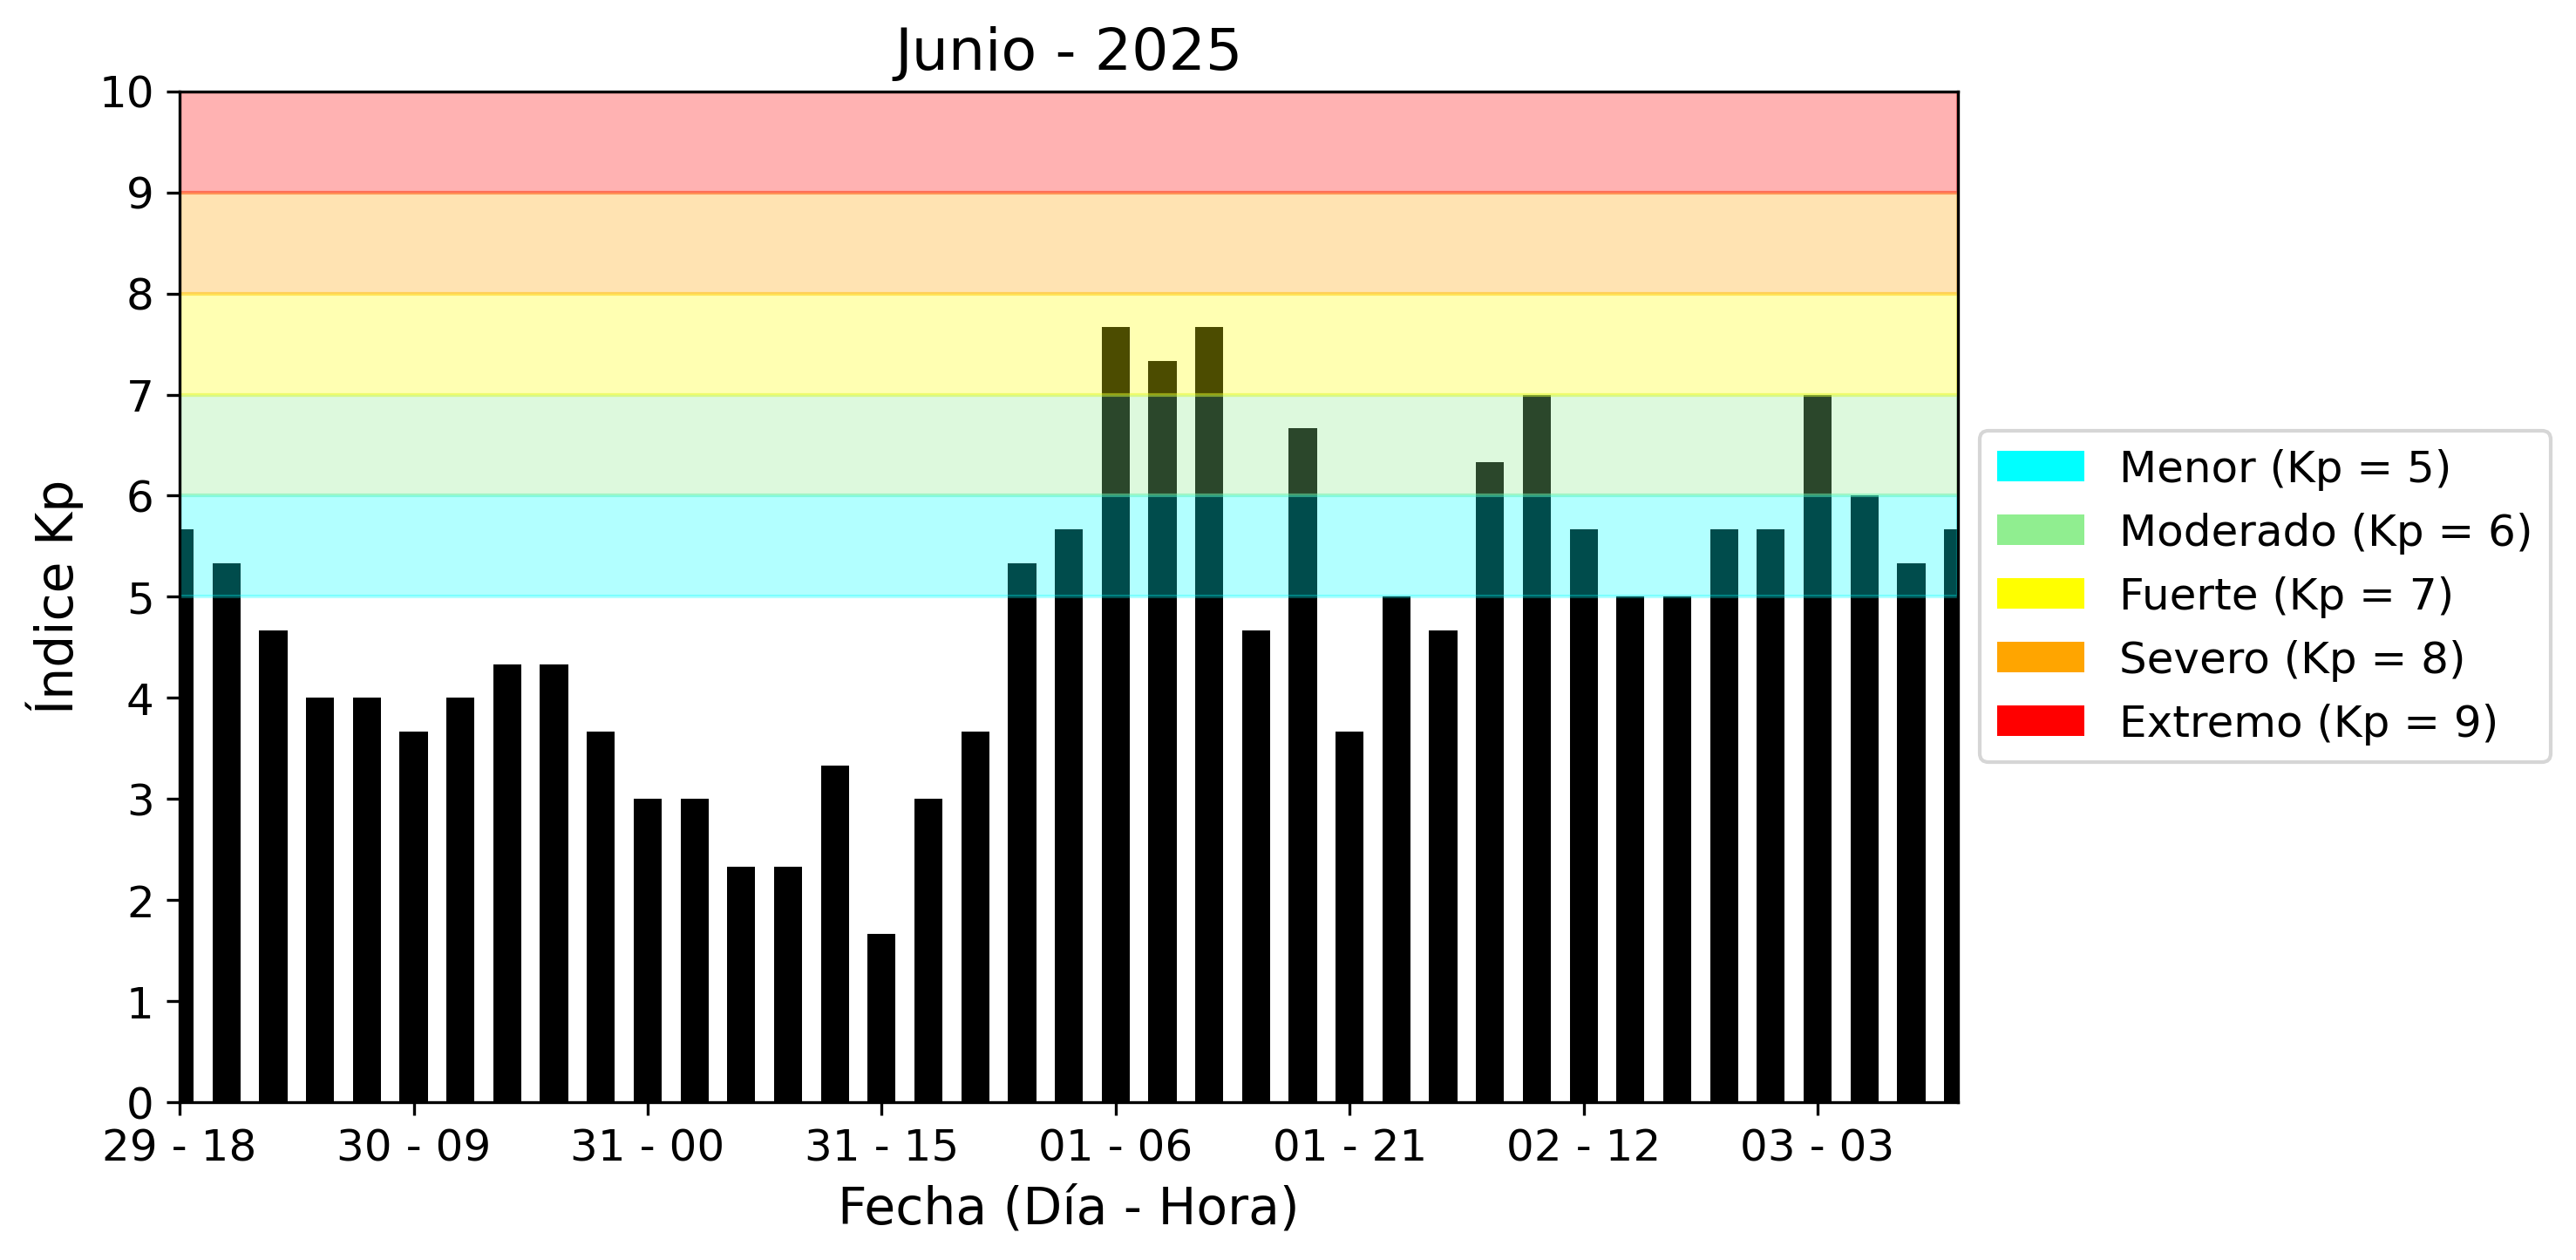 Junio - 2025
Índice Kp
10
9
8
7
6
5
4
3
2
1
0
29 - 18
30 - 09
31 - 00
31 - 15
01 - 06
01 - 21
02 - 12
03 - 03
Fecha (Día - Hora)
Menor (Kp = 5)
Moderado (Kp = 6)
Fuerte (Kp = 7)
Severo (Kp = 8)
Extremo (Kp = 9)